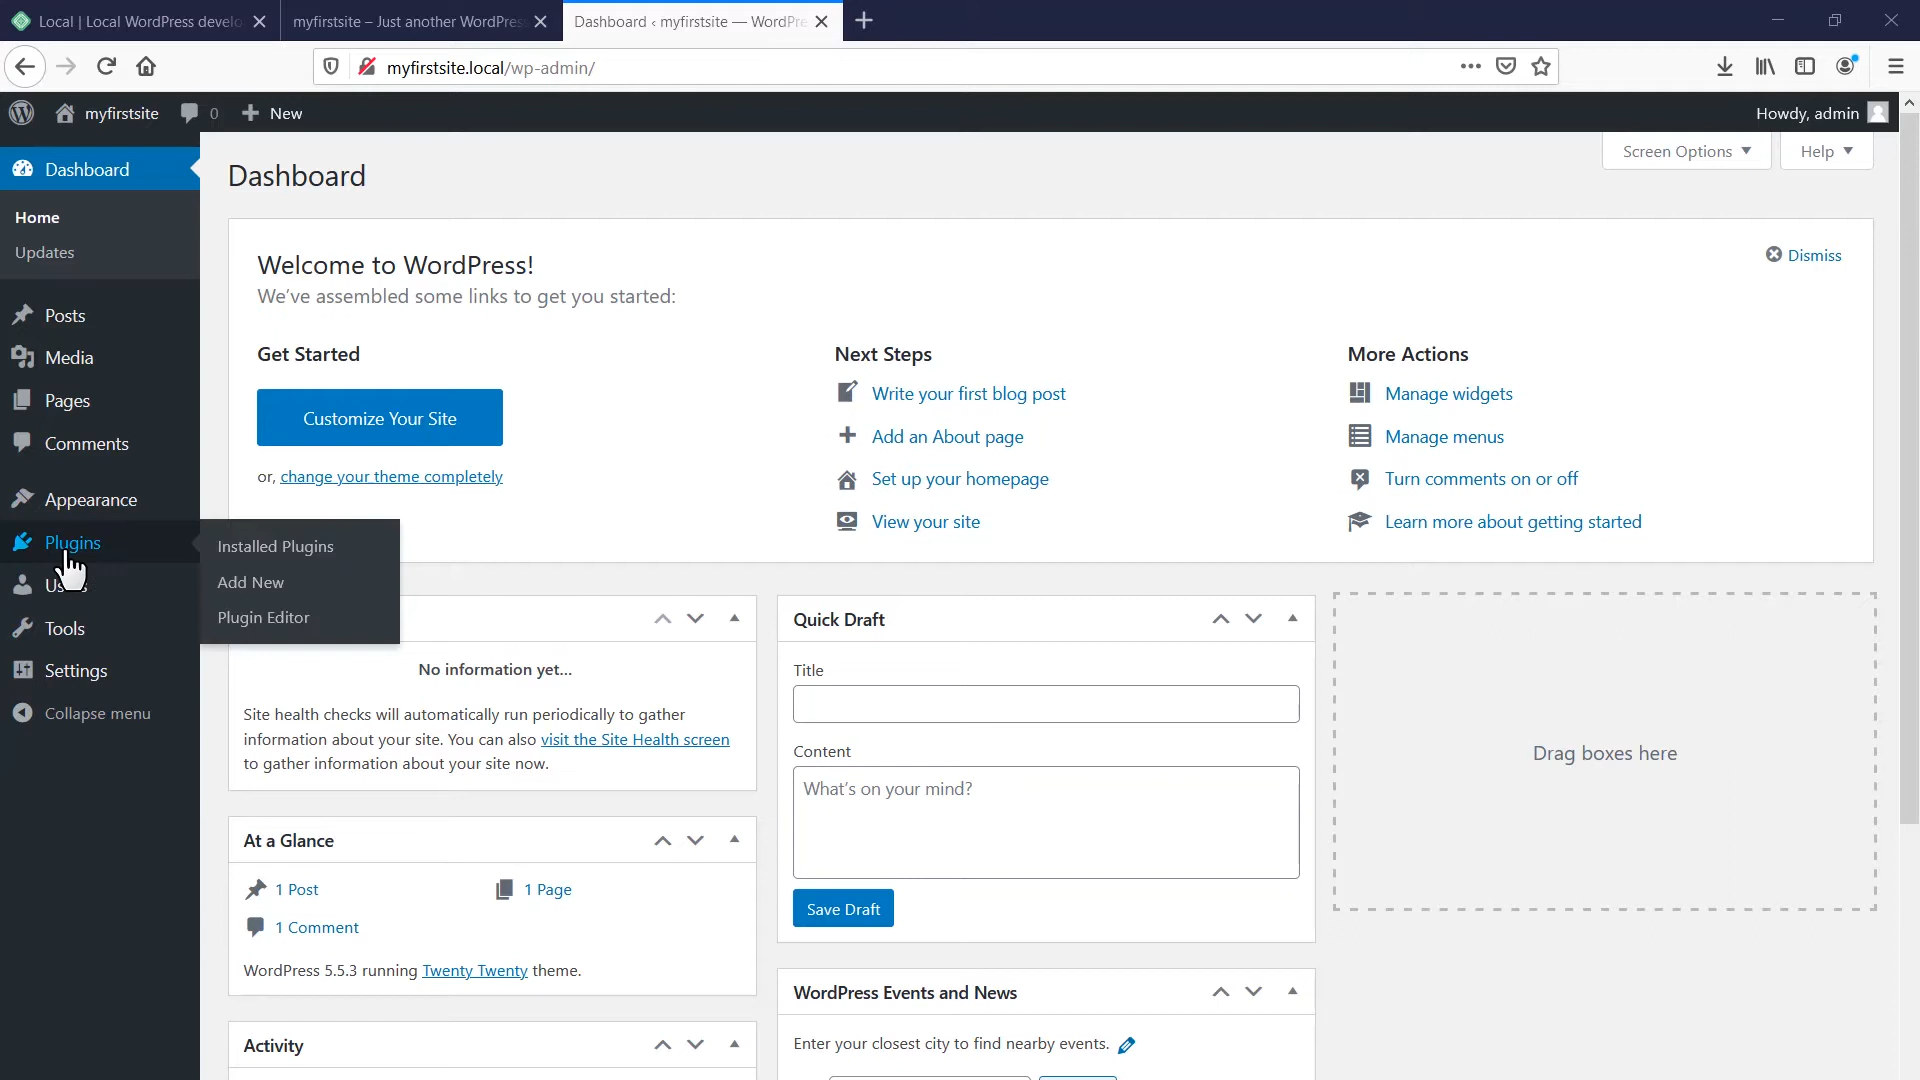 Local | Local WordPress develo
myfirstsite – Just another WordPress
Dashboard ‹ myfirstsite — WordPre
myfirstsite.local/wp-admin/
myfirstsite
0
New
Howdy, admin
Dashboard
Home
Updates
Posts
Media
Pages
Comments
Appearance
Plugins
Tools
Settings
Collapse menu
Installed Plugins
Add New
Plugin Editor
Screen Options
Help
Dashboard
Welcome to WordPress!
We've assembled some links to get you started:
Dismiss
Get Started
Customize Your Site
or, change your theme completely
Next Steps
Write your first blog post
Add an About page
Set up your homepage
View your site
More Actions
Manage widgets
Manage menus
Turn comments on or off
Learn more about getting started
No information yet...
Site health checks will automatically run periodically to gather
information about your site. You can also visit the Site Health screen
to gather information about your site now.
At a Glance
1 Post
1 Page
1 Comment
WordPress 5.5.3 running Twenty Twenty theme.
Activity
Quick Draft
Title
Content
What's on your mind?
Save Draft
WordPress Events and News
Enter your closest city to find nearby events.
Drag boxes here